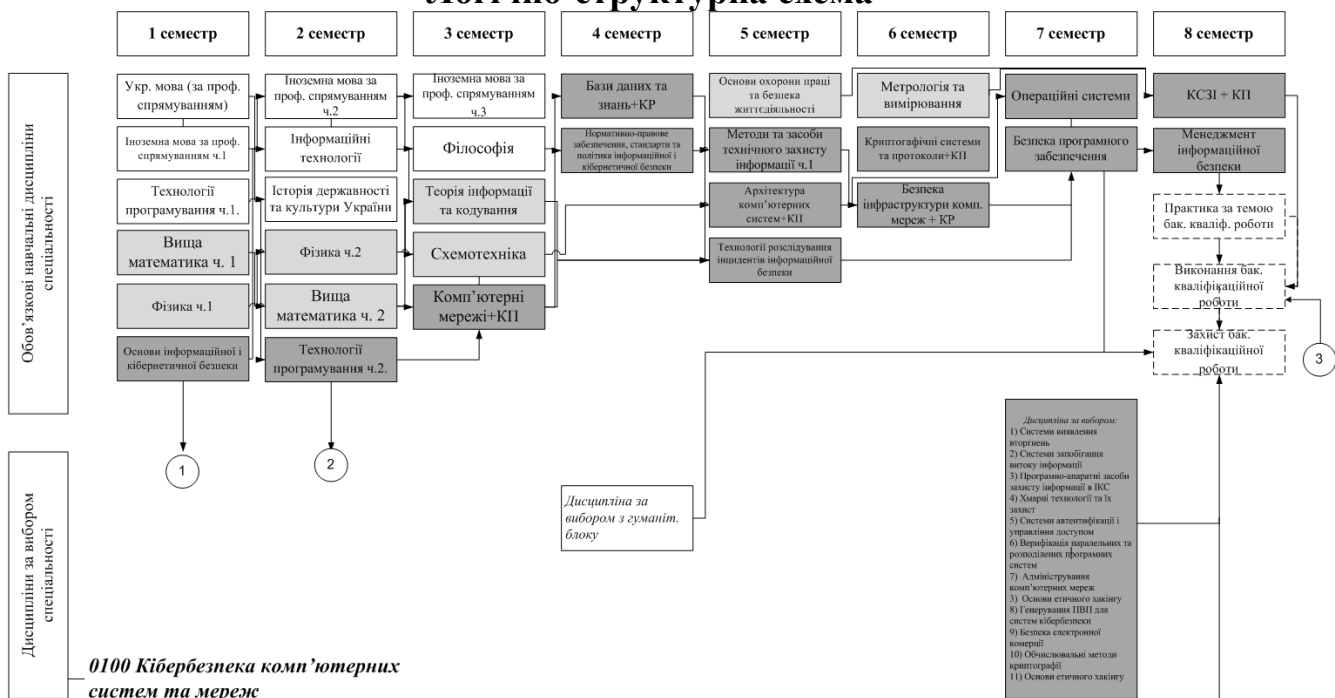 Логічно-структурна схема
1 семестр
2 семестр
3 семестр
4 семестр
5 семестр
6 семестр
7 семестр
8 семестр
Обов’язкові навчальні дисципліни
спеціальності
Укр. мова (за проф.
спрямуванням)
Іноземна мова за
проф. спрямуванням
ч.2
Іноземна мова за
проф. спрямуванням
ч.3
Бази даних та
знань+КР
Основи охорони праці
та безпека
життєдіяльності
Метрологія та
вимірювання
Операційні системи
КСЗІ + КП
Іноземна мова за проф.
спрямуванням ч.1
Інформаційні
технології
Філософія
Нормативно-правове
забезпечення, стандарти та
політика інформаційної і
кібернетичної безпеки
Методи та засоби
технічного захисту
інформації ч.1
Криптогафічні системи
та протоколи+КП
Безпека програмного
забезпечення
Менеджмент
інформаційної
безпеки
Технології
програмування ч.1.
Історія державності
та культури України
Теорія інформації
та кодування
Архітектура
комп’ютерних
систем+КП
Безпека
інфраструктури комп.
мереж + КР
Практика за темою
бак. кваліф. роботи
Вища
математика ч. 1
Фізика ч.2
Схемотехніка
Технології розслідування
інцидентів інформаційної
безпеки
Виконання бак.
кваліфікаційної
роботи
Фізика ч.1
Вища
математика ч. 2
Комп’ютерні
мережі+КП
Основи інформаційної і
кібернетичної безпеки
Технології
програмування ч.2.
Захист бак.
кваліфікаційної
роботи
3
1
2
Дисципліни за вибором
спеціальності
Дисципліна за
вибором з гуманіт.
блоку
Дисципліна за вибором:
1) Системи виявлення
вторгнень
2) Системи запобігання
витоку інформації
3) Програмно-апаратні засоби
захисту інформації в ІКС
4) Хмарні технології та їх
захист
5) Системи автентифікації і
управління доступом
6) Верифікація паралельних та
розподілених програмних
систем
7) Адміністрування
комп’ютерних мереж
3) Основи етичного хакінгу
8) Генерування ПВП для
систем кібербезпеки
9) Безпека електронної
комерції
10) Обчислювальні методи
криптографії
11) Основи етичного хакінгу
0100 Кібербезпека комп’ютерних
систем та мереж